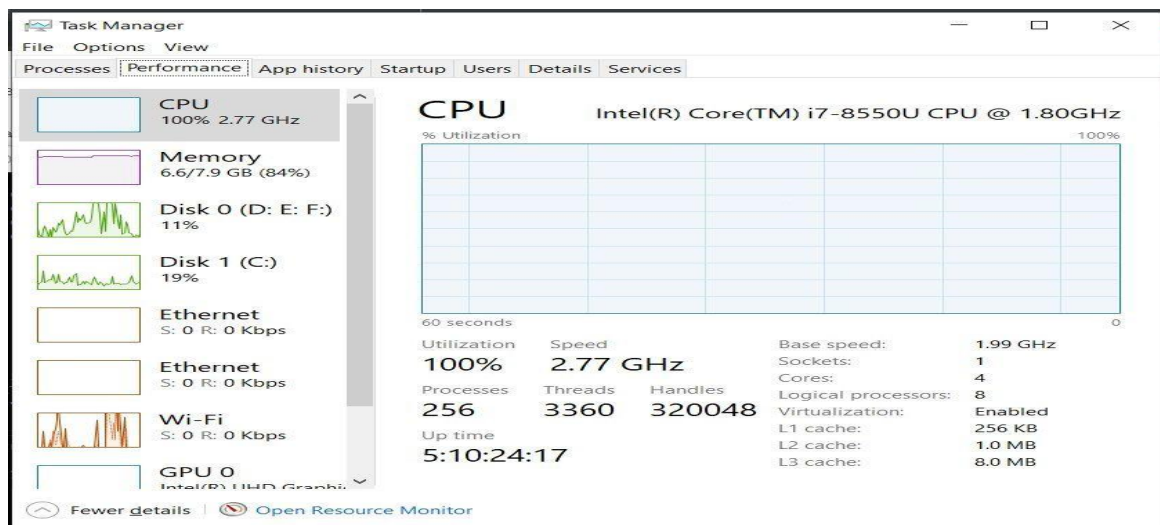 Task Manager
File Options View
Processes Performance App history Startup Users Details Services
CPU
100% 2.77 GHz
Memory
6.6/7.9 GB (84%)
Disk 0 (D: E: F:)
11%
Disk 1 (C:)
19%
Ethernet
S: 0 R: 0 Kbps
Ethernet
S: 0 R: 0 Kbps
Wi-Fi
S: 0 R: 0 Kbps
GPU 0
Intel(R) UHD Graphi
CPU Intel(R) Core(TM) i7-8550U CPU @ 1.80GHz
% Utilization 100%
60 seconds 0
Utilization Speed
100% 2.77 GHz
Processes Threads Handles
256 3360 320048
Up time
5:10:24:17
Base speed: 1.99 GHz
Sockets: 1
Cores: 4
Logical processors: 8
Virtualization: Enabled
L1 cache: 256 KB
L2 cache: 1.0 MB
L3 cache: 8.0 MB
Fewer details Open Resource Monitor